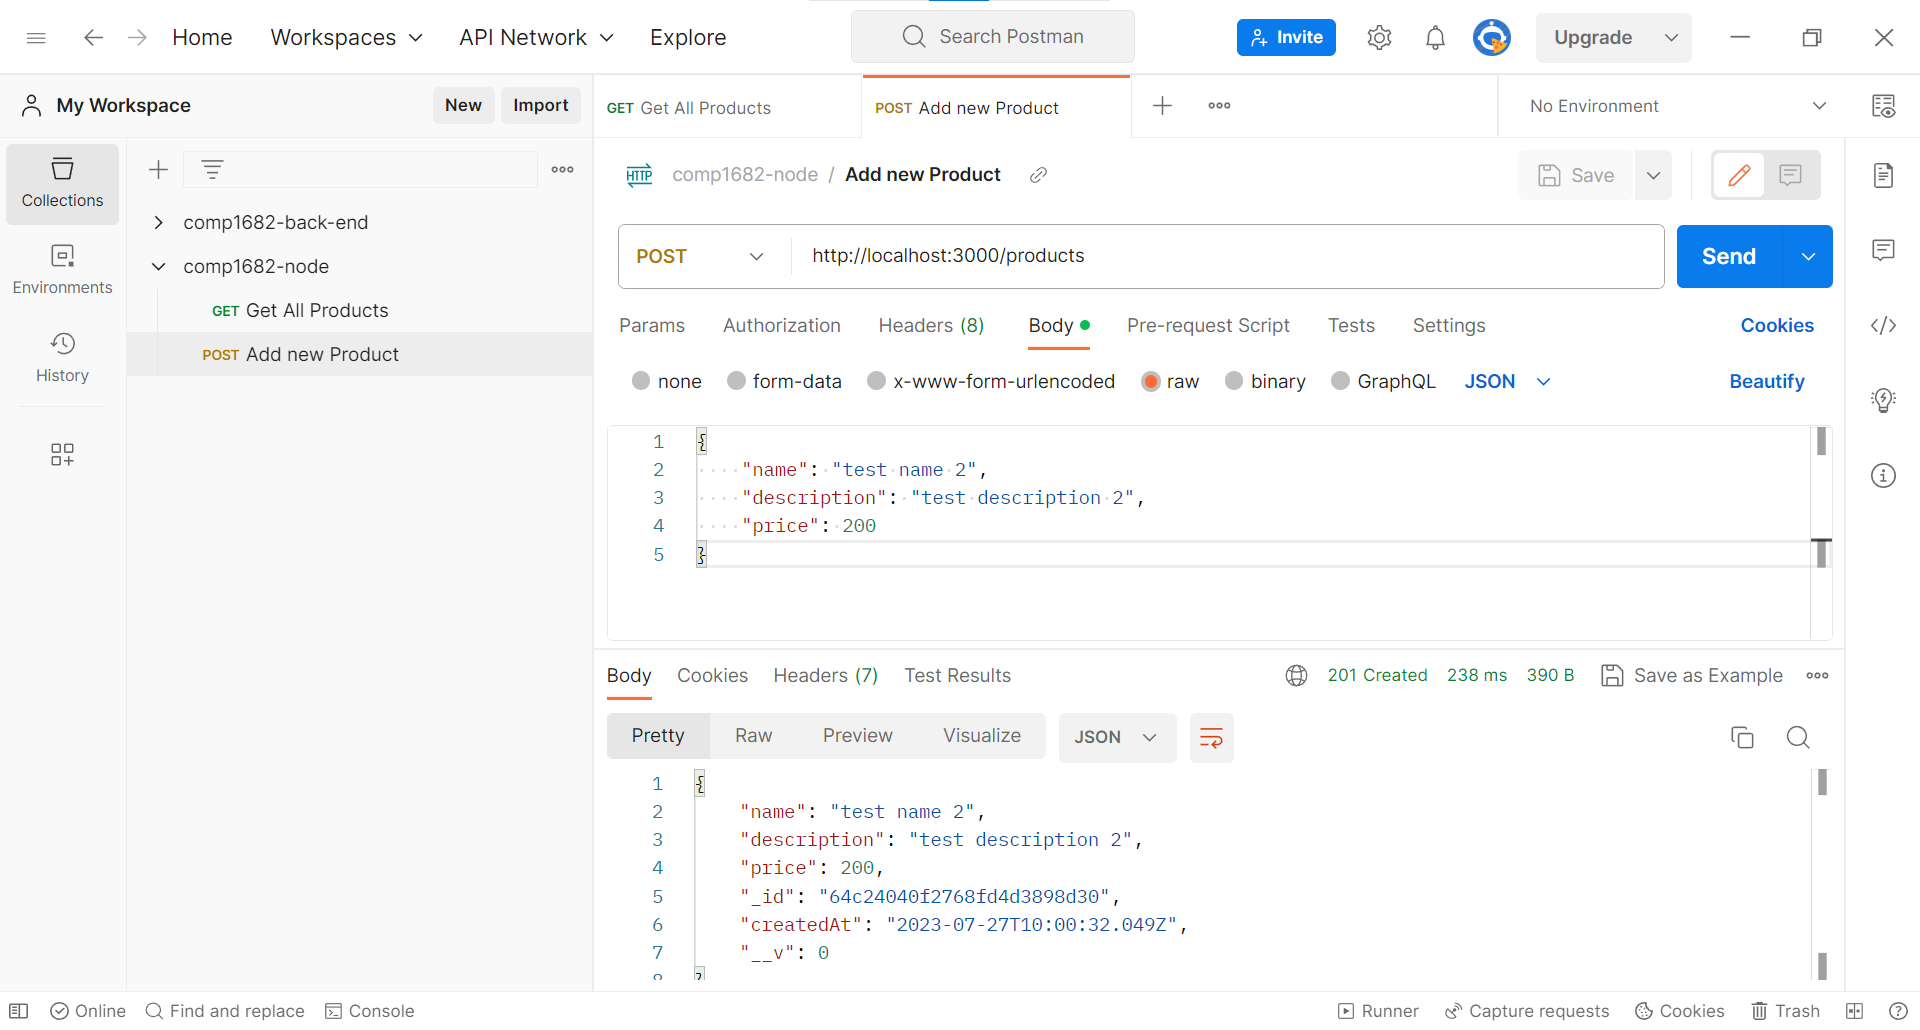 Home Workspaces API Network Explore Search Postman Invite Upgrade
My Workspace New Import GET Get All Products POST Add new Product No Environment
Collections
Environments
History
comp1682-back-end
comp1682-node
GET Get All Products
POST Add new Product
HTTP comp1682-node / Add new Product Save
POST http://localhost:3000/products Send
Params Authorization Headers (8) Body Pre-request Script Tests Settings Cookies
none form-data x-www-form-urlencoded raw binary GraphQL JSON Beautify
1 {
2 "name": "test name 2",
3 "description": "test description 2",
4 "price": 200
5 }
Body Cookies Headers (7) Test Results 201 Created 238 ms 390 B Save as Example
Pretty Raw Preview Visualize JSON
1 {
2 "name": "test name 2",
3 "description": "test description 2",
4 "price": 200,
5 "_id": "64c24040f2768fd4d3898d30",
6 "createdAt": "2023-07-27T10:00:32.049Z",
7 "__v": 0
8 }
Online Find and replace Console Runner Capture requests Cookies Trash